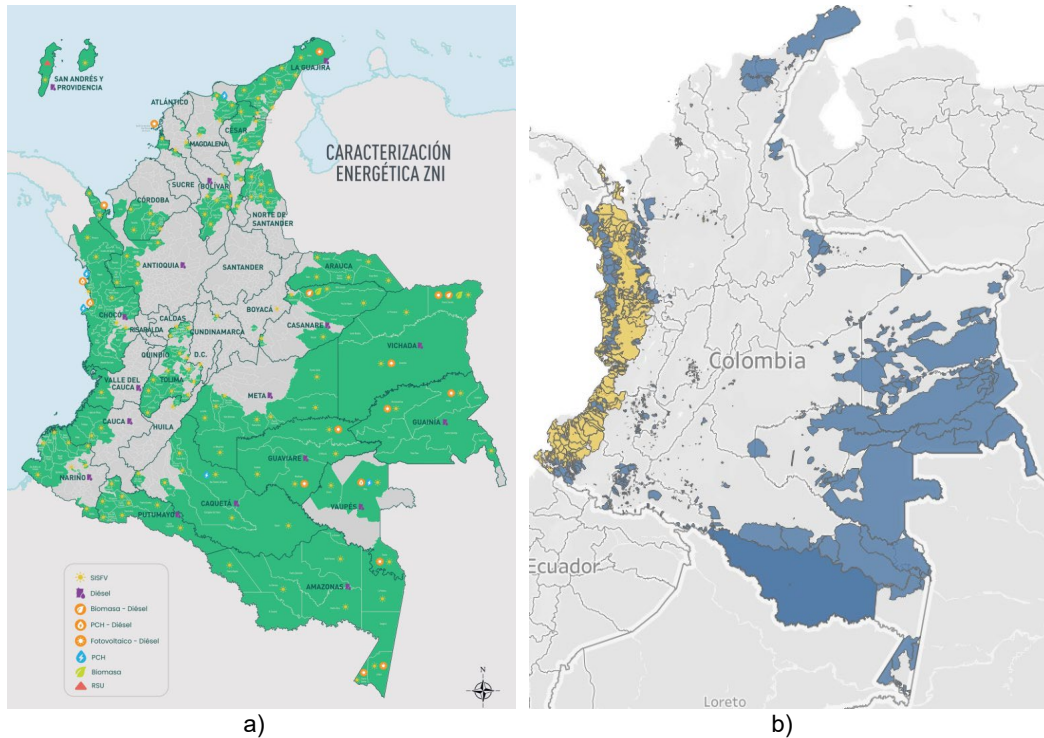 SAN ANDRÉS Y
PROVIDENCIA
LA GUAJIRA
ATLÁNTICO
CESAR
MAGDALENA
CARACTERIZACIÓN
ENERGÉTICA ZNI
SUCRE
BOLÍVAR
CÓRDOBA
NORTE DE
SANTANDER
ANTIOQUIA
SANTANDER
ARAUCA
BOYACÁ
CHOCÓ
CALDAS
RISARALDA
CUNDINAMARCA
CASANARE
VICHADA
QUINDÍO
D.C.
VALLE DEL
CAUCA
TOLIMA
META
CAUCA
HUILA
GUAINÍA
GUAVIARE
NARIÑO
CAQUETÁ
VAUPÉS
PUTUMAYO
AMAZONAS
SISFV
Diésel
Biomasa - Diésel
PCH - Diésel
Fotovoltaico - Diésel
PCH
Biomasa
RSU
N
a)
Colombia
Ecuador
Loreto
b)